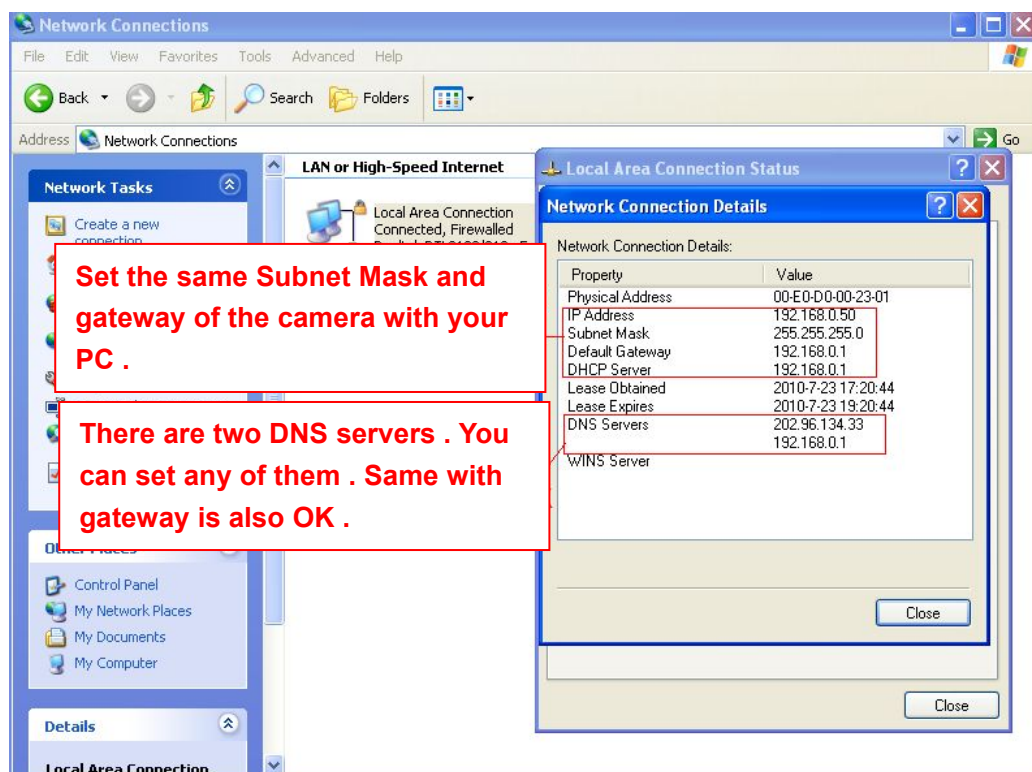 Network Connections
File Edit View Favorites Tools Advanced Help
Back Search Folders
Address Network Connections Go
Network Tasks
Create a new
connection
LAN or High-Speed Internet
Local Area Connection
Connected, Firewalled
Set the same Subnet Mask and
gateway of the camera with your
PC .
There are two DNS servers . You
can set any of them . Same with
gateway is also OK .
Other Places
Control Panel
My Network Places
My Documents
My Computer
Details
Local Area Connection
Local Area Connection Status
Network Connection Details
Network Connection Details:
Property Value
Physical Address 00-E0-D0-00-23-01
IP Address 192.168.0.50
Subnet Mask 255.255.255.0
Default Gateway 192.168.0.1
DHCP Server 192.168.0.1
Lease Obtained 2010-7-23 17:20:44
Lease Expires 2010-7-23 19:20:44
DNS Servers 202.96.134.33
192.168.0.1
WINS Server
Close
Close